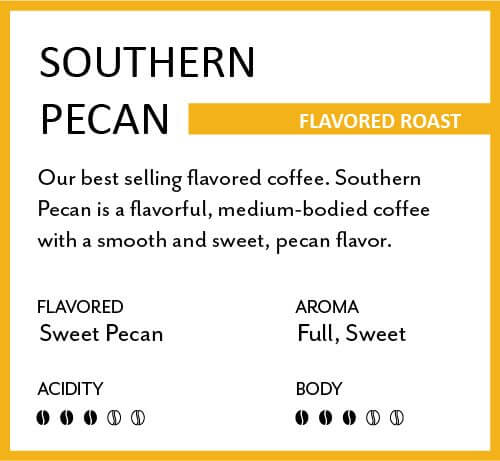 SOUTHERN
PECAN
FLAVORED ROAST
Our best selling flavored coffee. Southern
Pecan is a flavorful, medium-bodied coffee
with a smooth and sweet, pecan flavor.
FLAVORED
Sweet Pecan
AROMA
Full, Sweet
ACIDITY
BODY